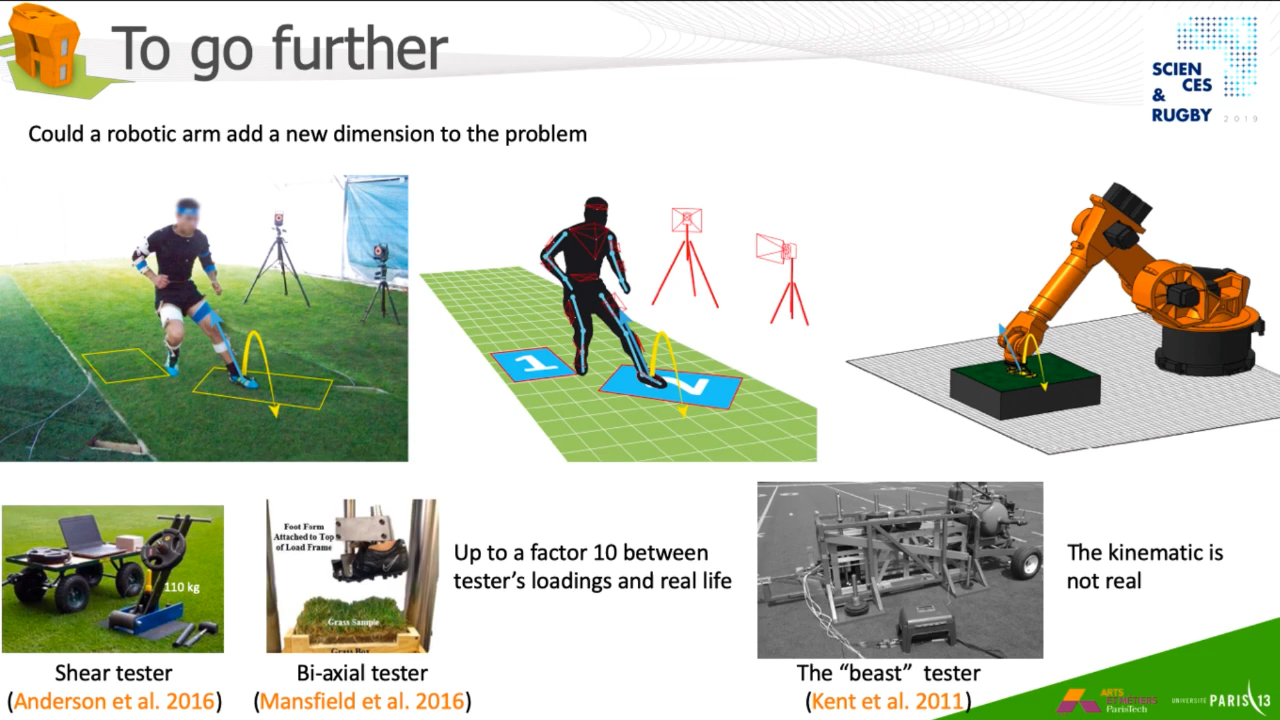 To go further
SCIEN
CES
&
RUGBY 2019
Could a robotic arm add a new dimension to the problem
1
2
110 kg
Foot Form
Attached to Top
of Load Frame
Grass Sample
Grass Box
Up to a factor 10 between
tester's loadings and real life
The kinematic is
not real
Shear tester
(Anderson et al. 2016)
Bi-axial tester
(Mansfield et al. 2016)
The “beast” tester
(Kent et al. 2011)
ARTS
ET MÉTIERS
ParisTech
UNIVERSITÉ PARIS 13